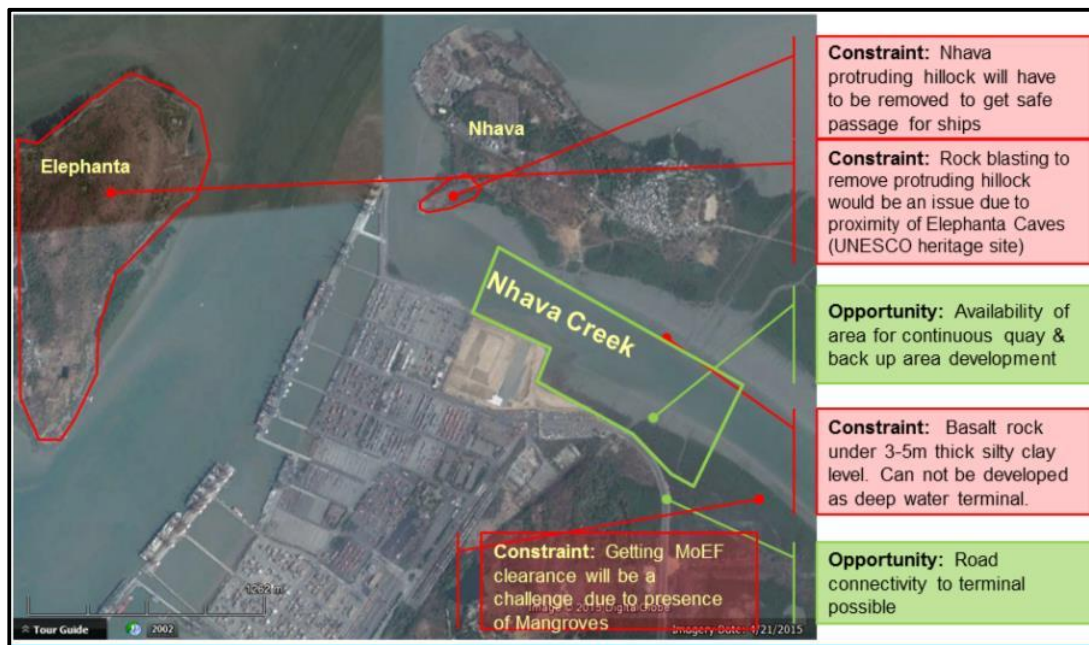 Elephanta
Nhava
Nhava Creek
Constraint: Nhava
protruding hillock will have
to be removed to get safe
passage for ships
Constraint: Rock blasting to
remove protruding hillock
would be an issue due to
proximity of Elephanta Caves
(UNESCO heritage site)
Opportunity: Availability of
area for continuous quay &
back up area development
Constraint: Basalt rock
under 3-5m thick silty clay
level. Can not be developed
as deep water terminal.
Opportunity: Road
connectivity to terminal
possible
Constraint: Getting MoEF
clearance will be a
challenge due to presence
of Mangroves
1262 m
Image © 2015 DigitalGlobe
Tour Guide
2002
Imagery Date: 4/21/2015